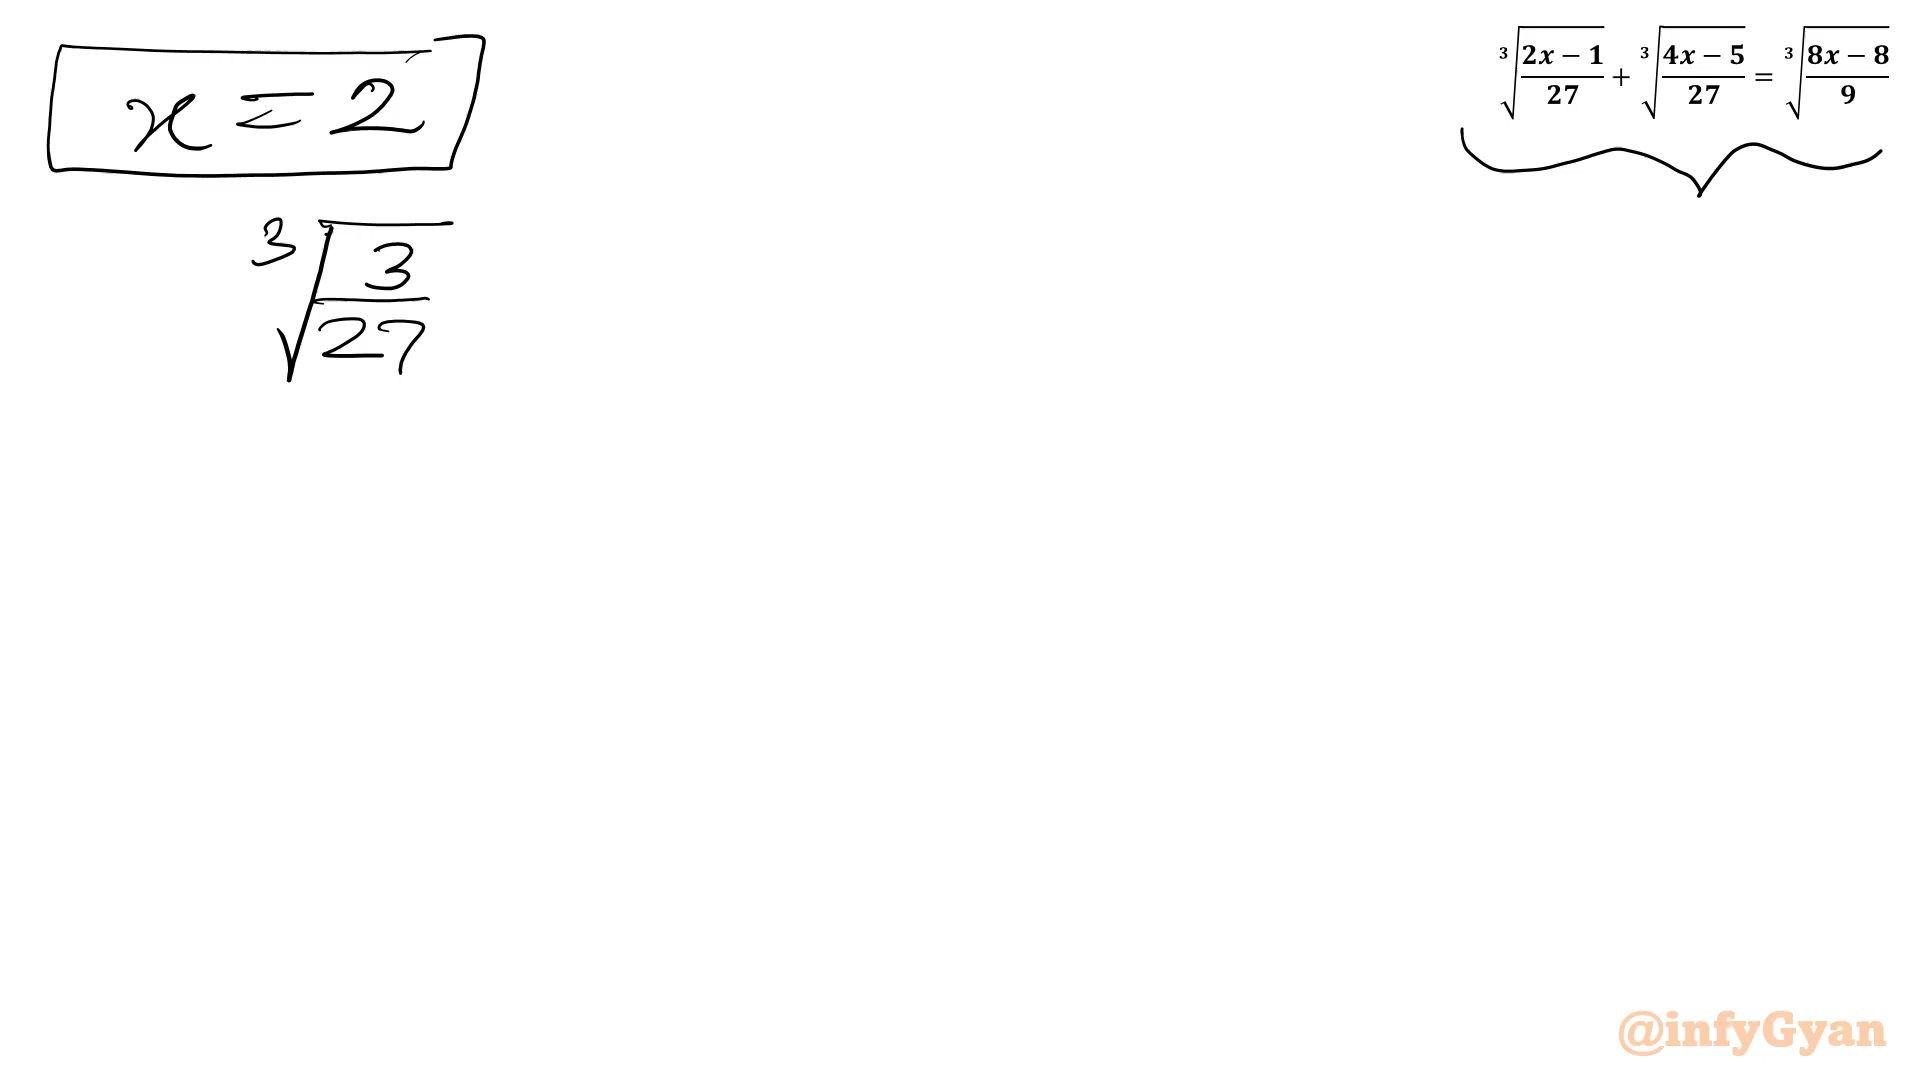 x = 2
∛(3/27)
∛((2x − 1)/27) + ∛((4x − 5)/27) = ∛((8x − 8)/9)
@infyGyan